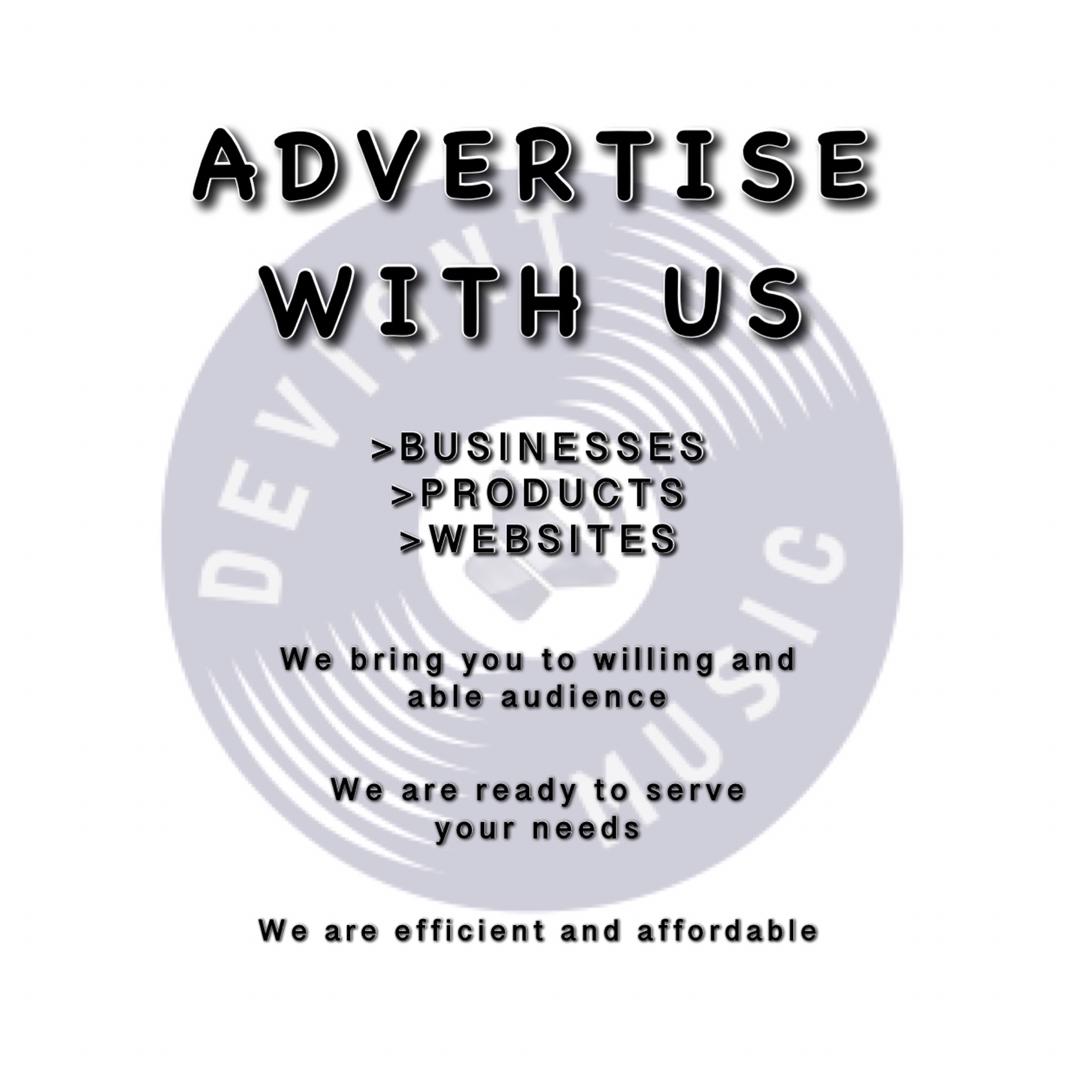 ADVERTISE
WITH US
>BUSINESSES
>PRODUCTS
>WEBSITES
We bring you to willing and
able audience
We are ready to serve
your needs
We are efficient and affordable
DEVIANT
MUSIC